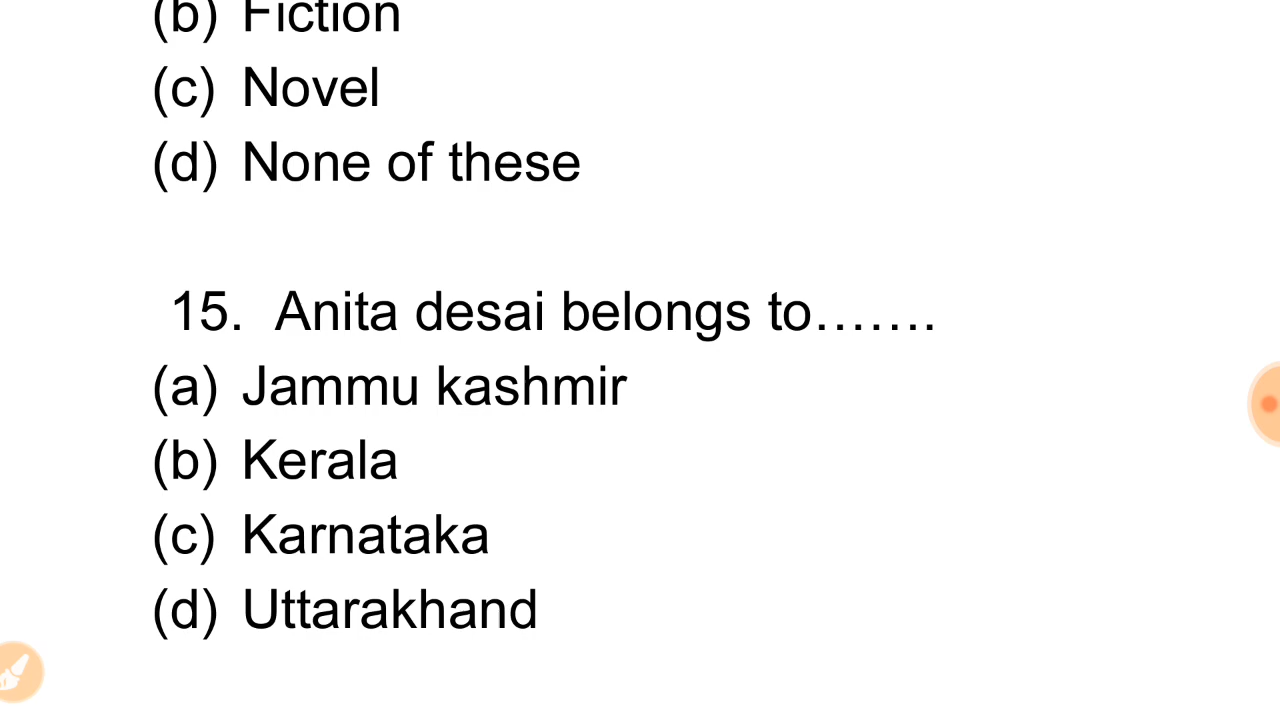 (b) Fiction
(c) Novel
(d) None of these
15. Anita desai belongs to.......
(a) Jammu kashmir
(b) Kerala
(c) Karnataka
(d) Uttarakhand